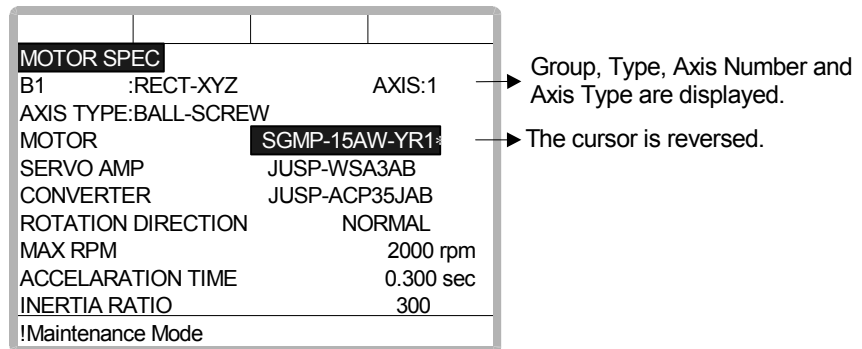 MOTOR SPEC
B1 :RECT-XYZ AXIS:1
AXIS TYPE:BALL-SCREW
MOTOR SGMP-15AW-YR1*
SERVO AMP JUSP-WSA3AB
CONVERTER JUSP-ACP35JAB
ROTATION DIRECTION NORMAL
MAX RPM 2000 rpm
ACCELARATION TIME 0.300 sec
INERTIA RATIO 300
!Maintenance Mode
Group, Type, Axis Number and
Axis Type are displayed.
The cursor is reversed.